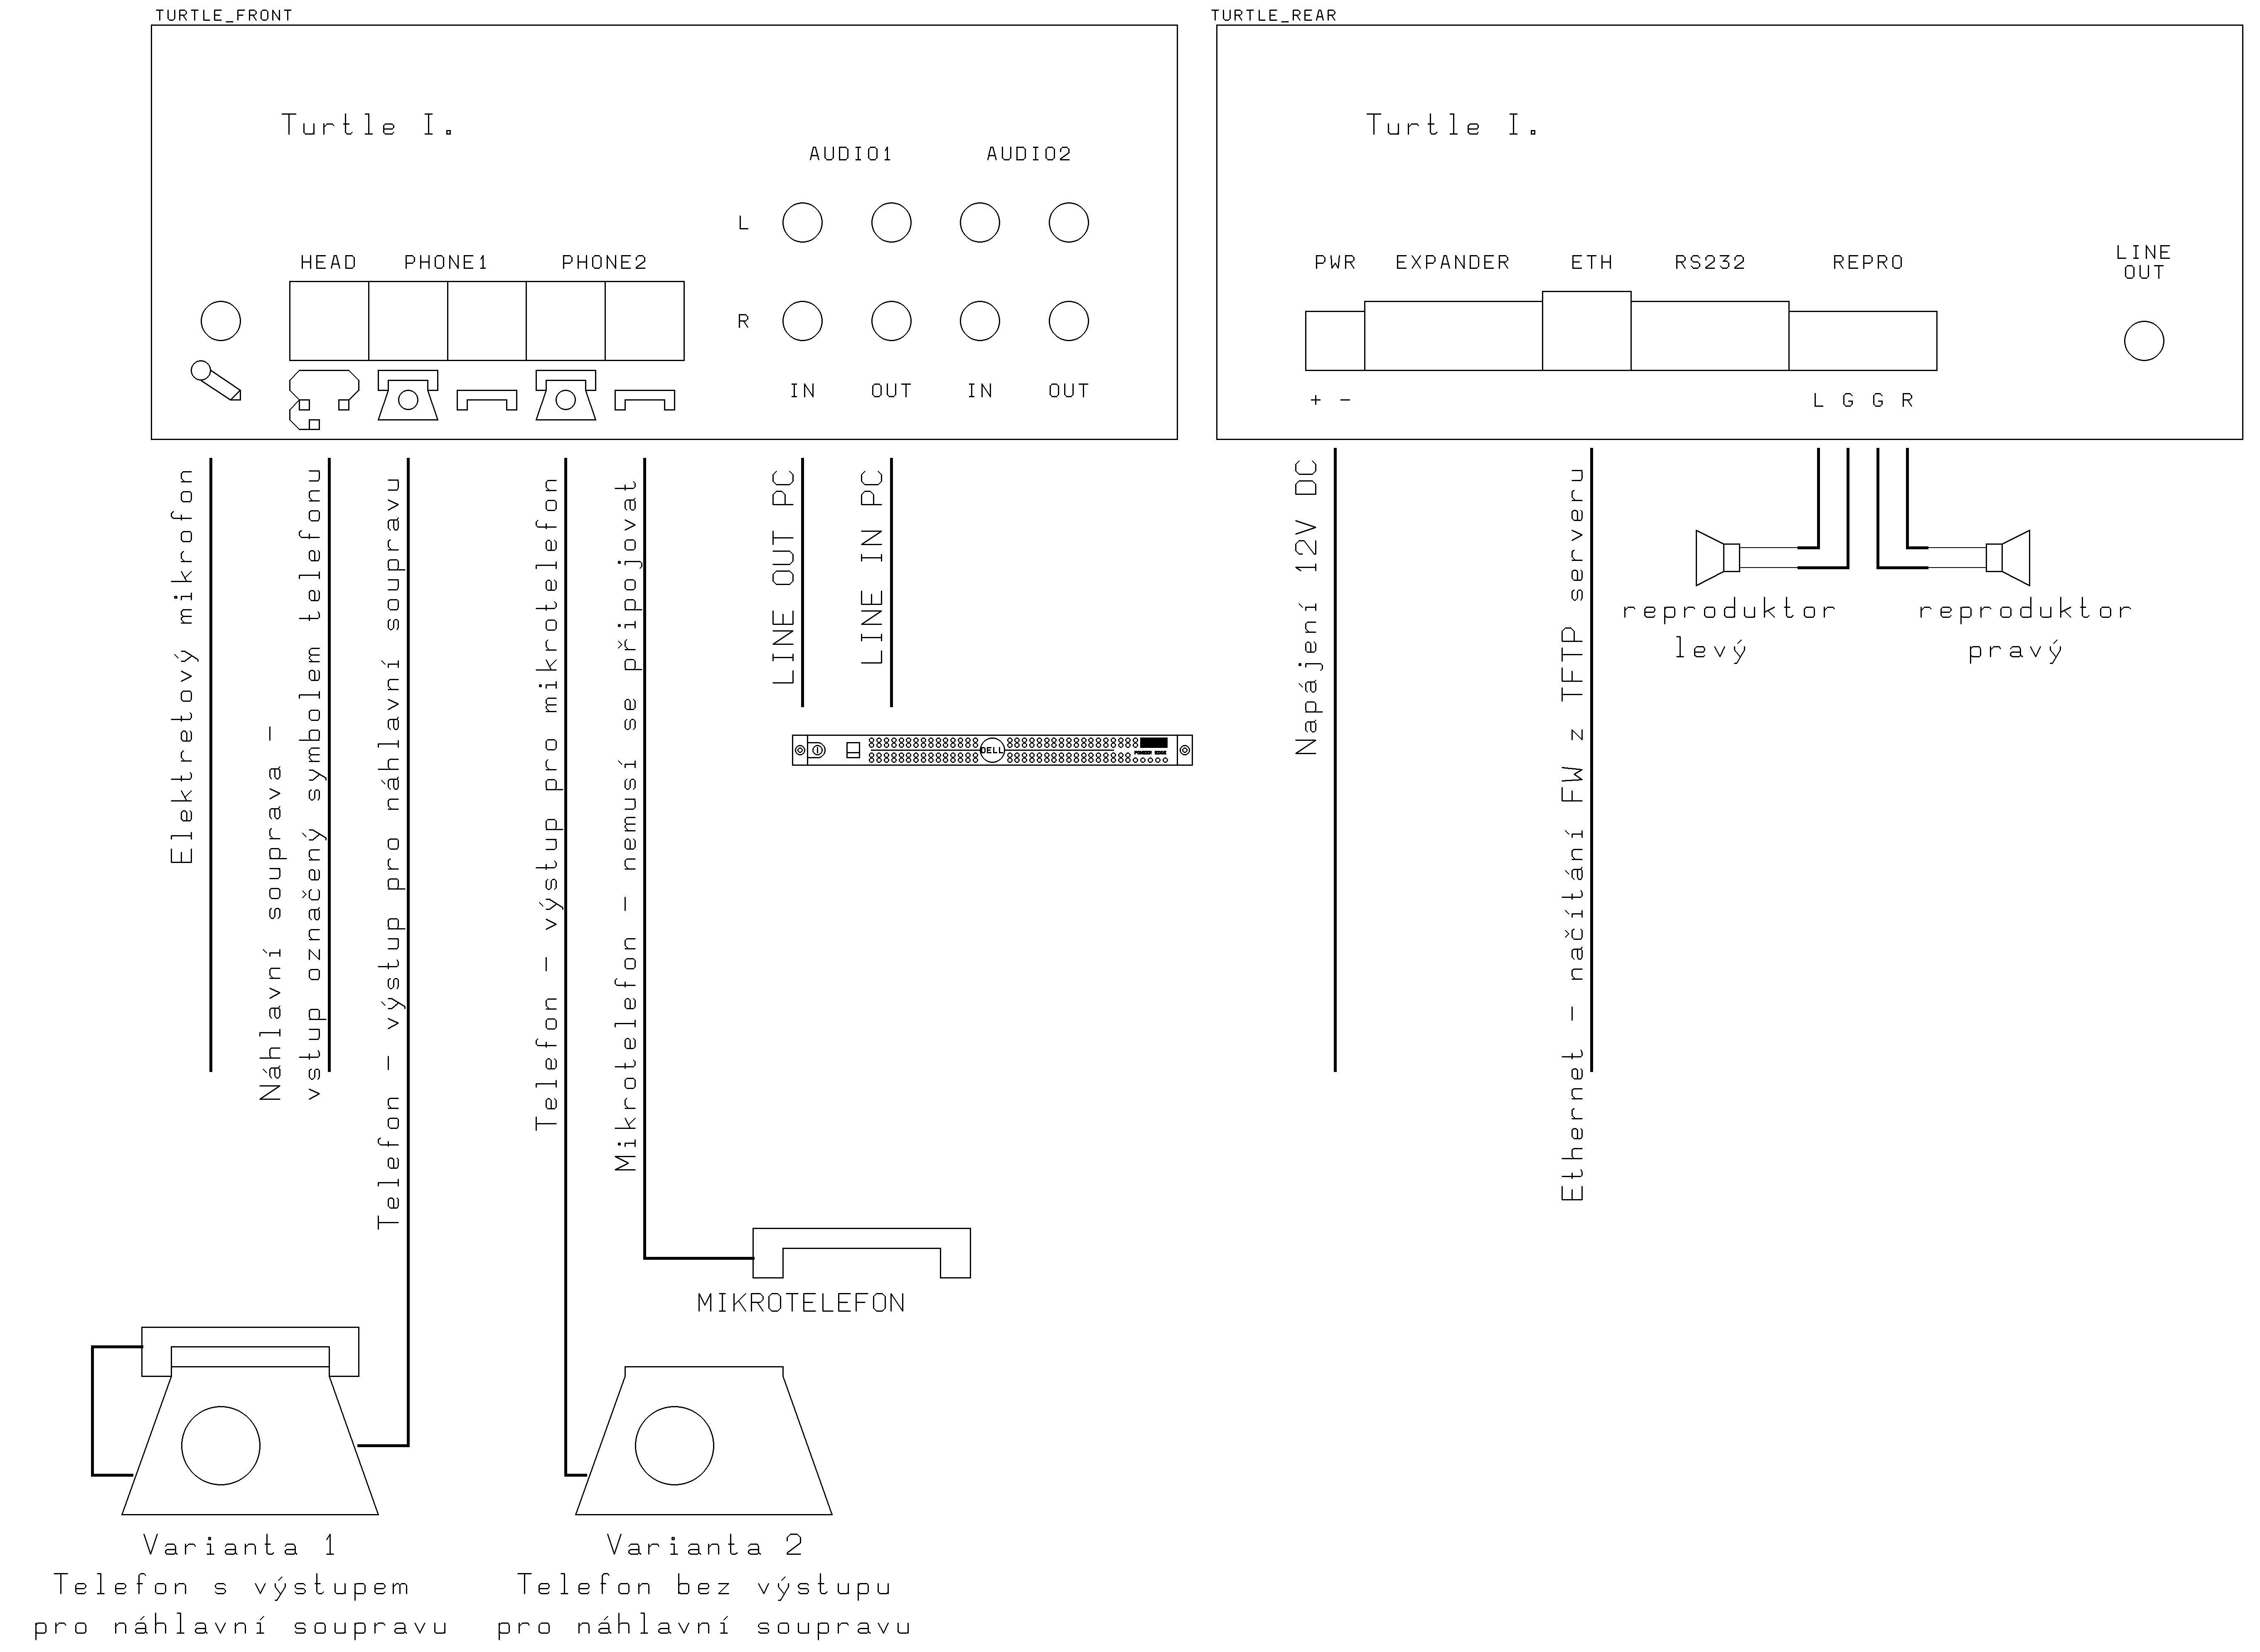 TURTLE_FRONT
Turtle I.
AUDIO1 AUDIO2
L
HEAD PHONE1 PHONE2
R
IN OUT IN OUT
TURTLE_REAR
Turtle I.
LINE
OUT
PWR EXPANDER ETH RS232 REPRO
+ - L G G R
Elektretový mikrofon
Náhlavní souprava -
vstup označený symbolem telefonu
Telefon - výstup pro náhlavní soupravu
Telefon - výstup pro mikrotelefon
Mikrotelefon - nemusí se připojovat
LINE OUT PC
LINE IN PC
DELL
POWER EDGE
Napájení 12V DC
Ethernet - načítání FW z TFTP serveru
reproduktor
levý
reproduktor
pravý
MIKROTELEFON
Varianta 1
Telefon s výstupem
pro náhlavní soupravu
Varianta 2
Telefon bez výstupu
pro náhlavní soupravu